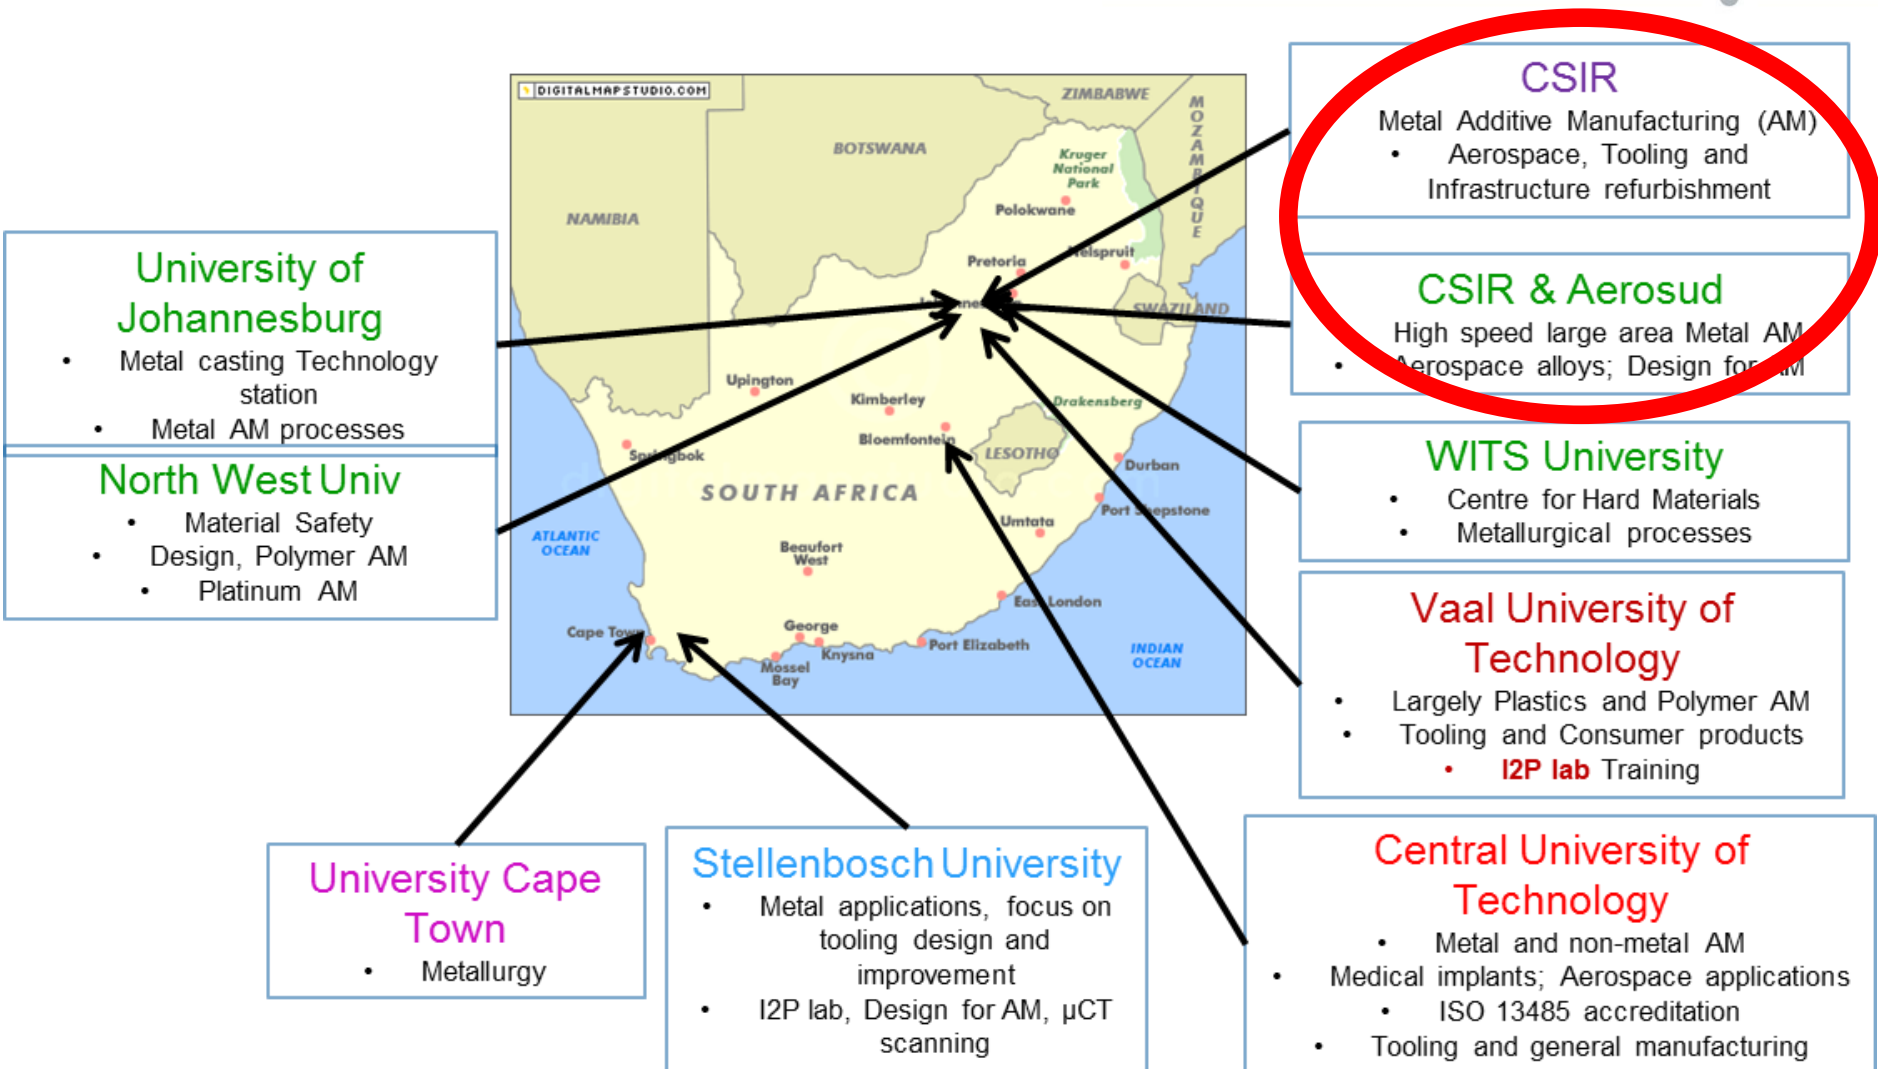 CSIR
Metal Additive Manufacturing (AM)
• Aerospace, Tooling and
Infrastructure refurbishment
CSIR & Aerosud
High speed large area Metal AM
• Aerospace alloys; Design for AM
WITS University
• Centre for Hard Materials
• Metallurgical processes
Vaal University of
Technology
• Largely Plastics and Polymer AM
• Tooling and Consumer products
• I2P lab Training
Central University of
Technology
• Metal and non-metal AM
• Medical implants; Aerospace applications
• ISO 13485 accreditation
• Tooling and general manufacturing
University of
Johannesburg
• Metal casting Technology
station
• Metal AM processes
North West Univ
• Material Safety
• Design, Polymer AM
• Platinum AM
University Cape
Town
• Metallurgy
Stellenbosch University
• Metal applications, focus on
tooling design and
improvement
• I2P lab, Design for AM, µCT
scanning
DIGITALMAPSTUDIO.COM
ZIMBABWE
MOZAMBIQUE
BOTSWANA
Kruger
National
Park
Polokwane
NAMIBIA
Pretoria
Nelspruit
SWAZILAND
Upington
Kimberley
Drakensberg
Bloemfontein
LESOTHO
Springbok
Durban
SOUTH AFRICA
Port Shepstone
Umtata
ATLANTIC
OCEAN
Beaufort
West
East London
Cape Town
George
Knysna
Port Elizabeth
Mossel
Bay
INDIAN
OCEAN